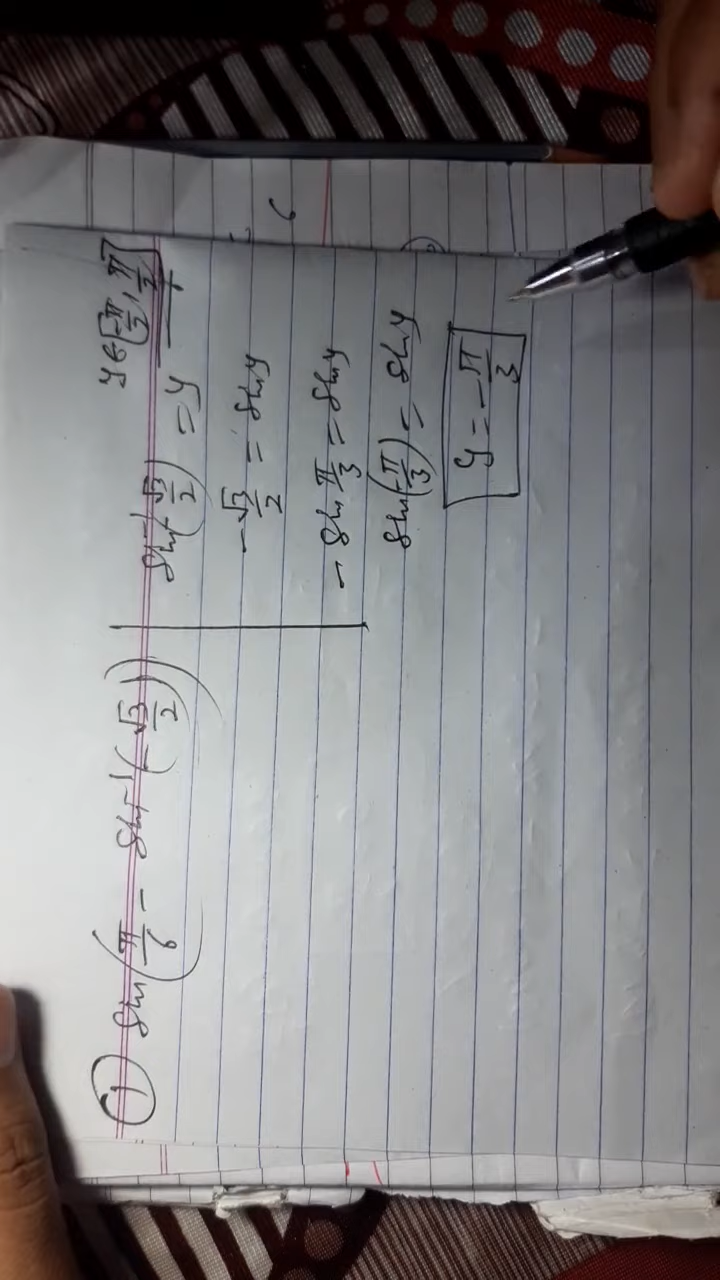 ① sin(π/6 - sin⁻¹(-√3/2))
y ∈ [-π/2, π/2]
sin⁻¹(-√3/2) = y
-√3/2 = sin y
- sin π/3 = sin y
sin(-π/3) = sin y
y = -π/3